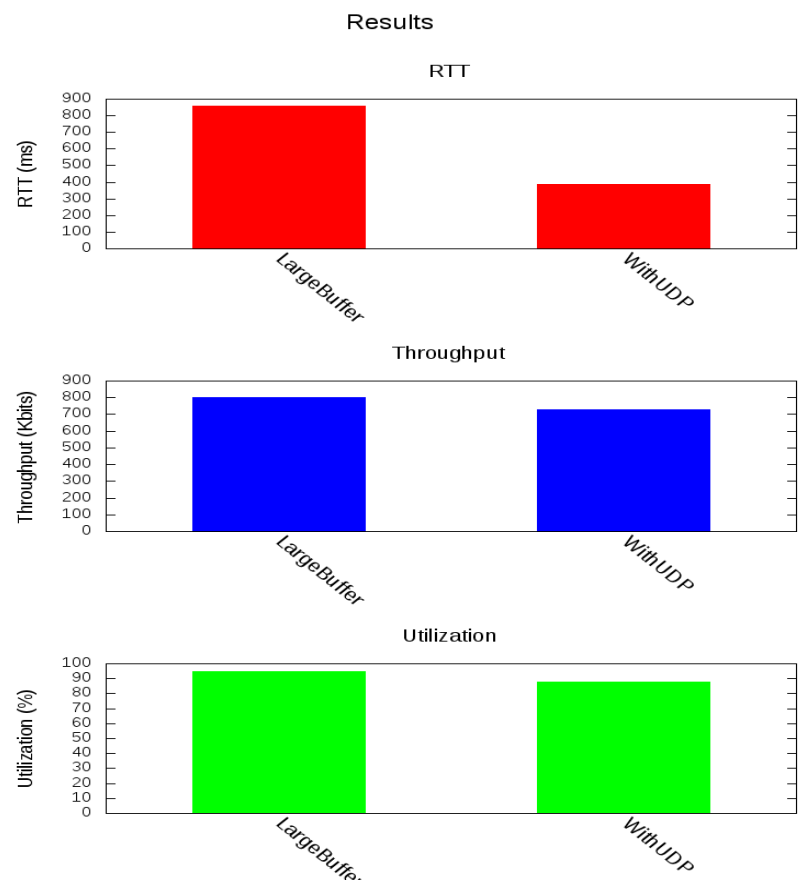 Results
RTT
RTT (ms)
900
800
700
600
500
400
300
200
100
0
LargeBuffer
WithUDP
Throughput
Throughput (Kbits)
900
800
700
600
500
400
300
200
100
0
LargeBuffer
WithUDP
Utilization
Utilization (%)
100
90
80
70
60
50
40
30
20
10
0
LargeBuffer
WithUDP